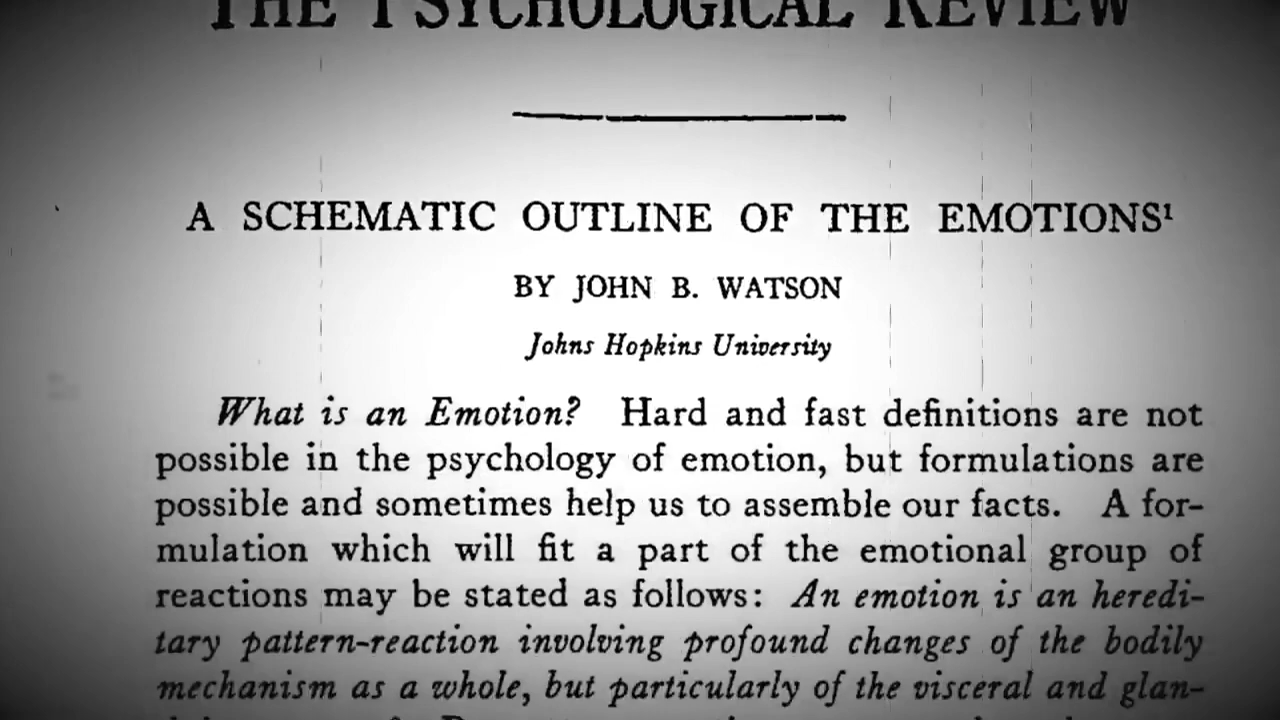 THE PSYCHOLOGICAL REVIEW
A SCHEMATIC OUTLINE OF THE EMOTIONS¹
BY JOHN B. WATSON
Johns Hopkins University
What is an Emotion? Hard and fast definitions are not
possible in the psychology of emotion, but formulations are
possible and sometimes help us to assemble our facts. A for-
mulation which will fit a part of the emotional group of
reactions may be stated as follows: An emotion is an heredi-
tary pattern-reaction involving profound changes of the bodily
mechanism as a whole, but particularly of the visceral and glan-